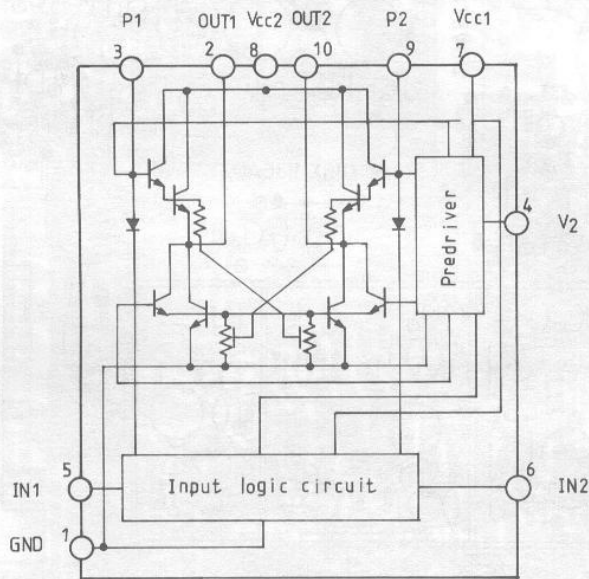 P1 OUT1 Vcc2 OUT2 P2 Vcc1
3 2 8 10 9 7
4
V2
Predriver
5 6
IN1 Input logic circuit IN2
1
GND